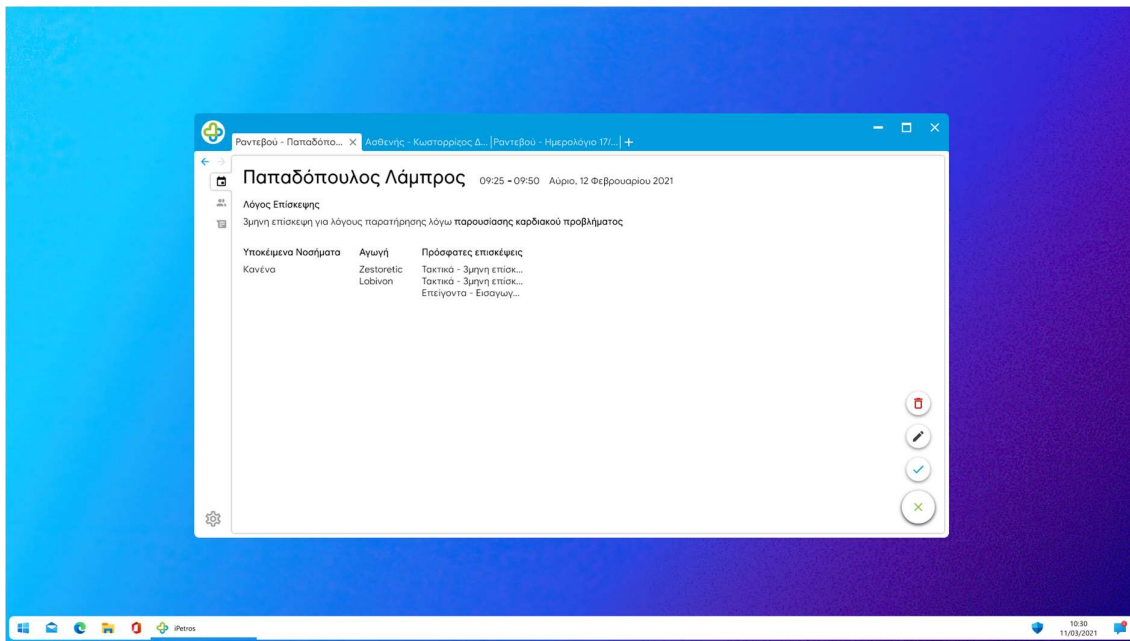 Ραντεβού - Παπαδόπο... Ασθενής - Κωστορρίζος Δ... Ραντεβού - Ημερολόγιο 17/...
Παπαδόπουλος Λάμπρος 09:25 - 09:50 Αύριο, 12 Φεβρουαρίου 2021
Λόγος Επίσκεψης
3μηνη επίσκεψη για λόγους παρατήρησης λόγω παρουσίασης καρδιακού προβλήματος
Υποκέιμενα Νοσήματα Αγωγή Πρόσφατες επισκέψεις
Κανένα Zestoretic Τακτικά - 3μηνη επίσκ...
Lobivon Τακτικά - 3μηνη επίσκ...
Επείγοντα - Εισαγωγ...
iPetros
10:30
11/03/2021